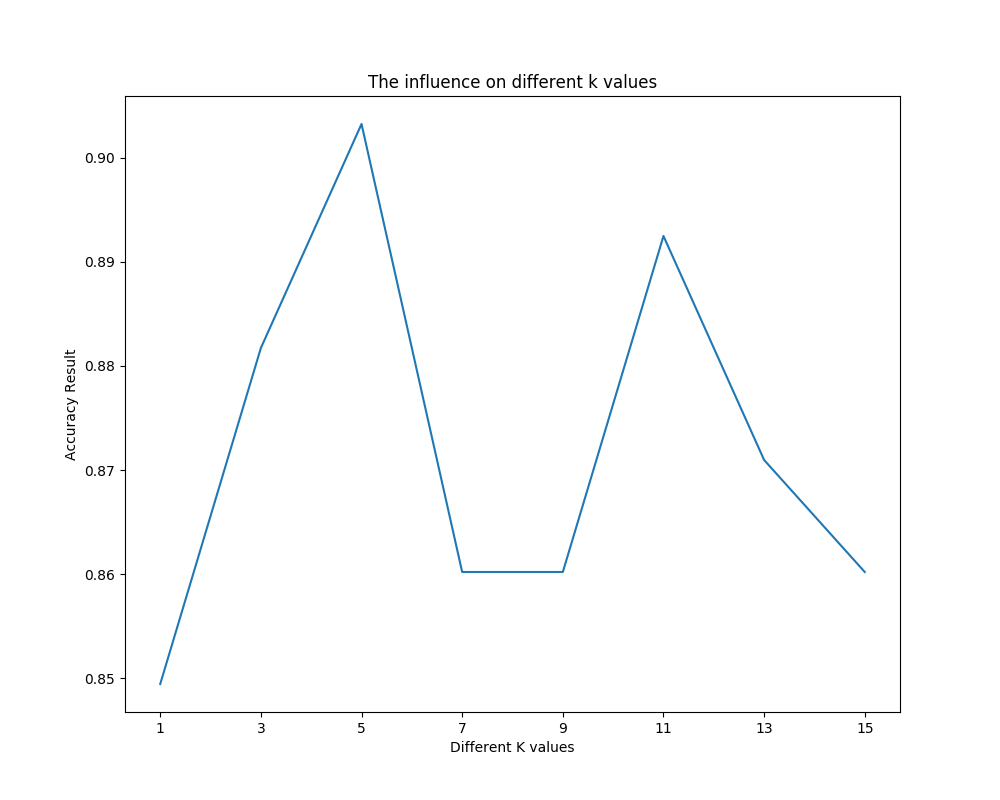 The influence on different k values
0.90
0.89
0.88
0.87
0.86
0.85
Accuracy Result
1 3 5 7 9 11 13 15
Different K values